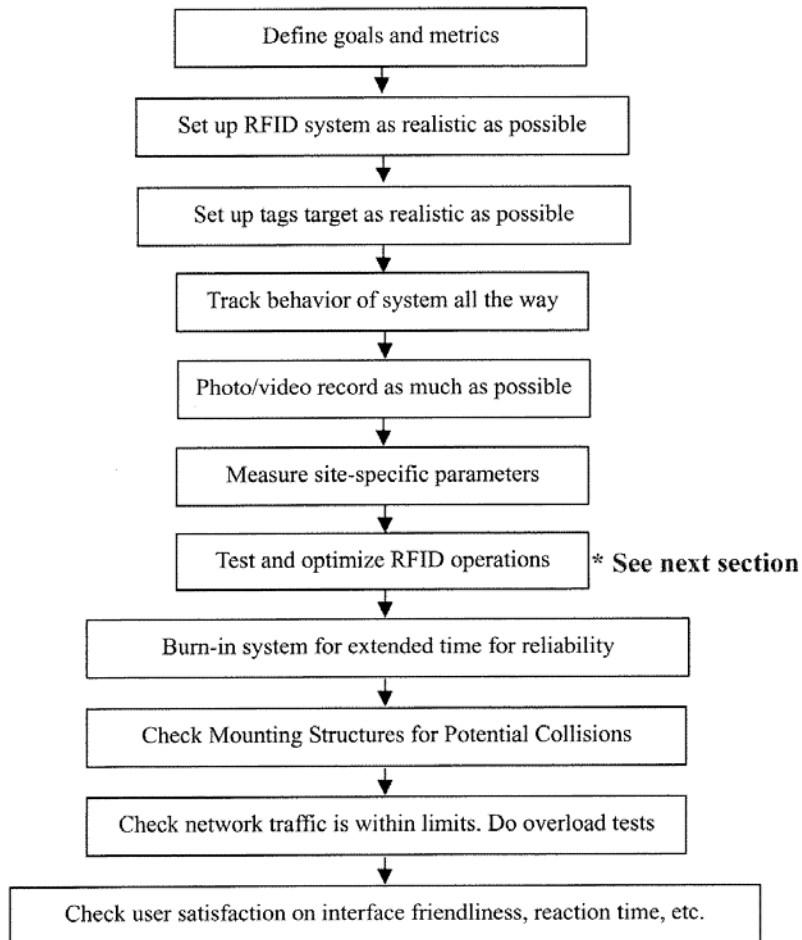 Define goals and metrics
Set up RFID system as realistic as possible
Set up tags target as realistic as possible
Track behavior of system all the way
Photo/video record as much as possible
Measure site-specific parameters
Test and optimize RFID operations * See next section
Burn-in system for extended time for reliability
Check Mounting Structures for Potential Collisions
Check network traffic is within limits. Do overload tests
Check user satisfaction on interface friendliness, reaction time, etc.